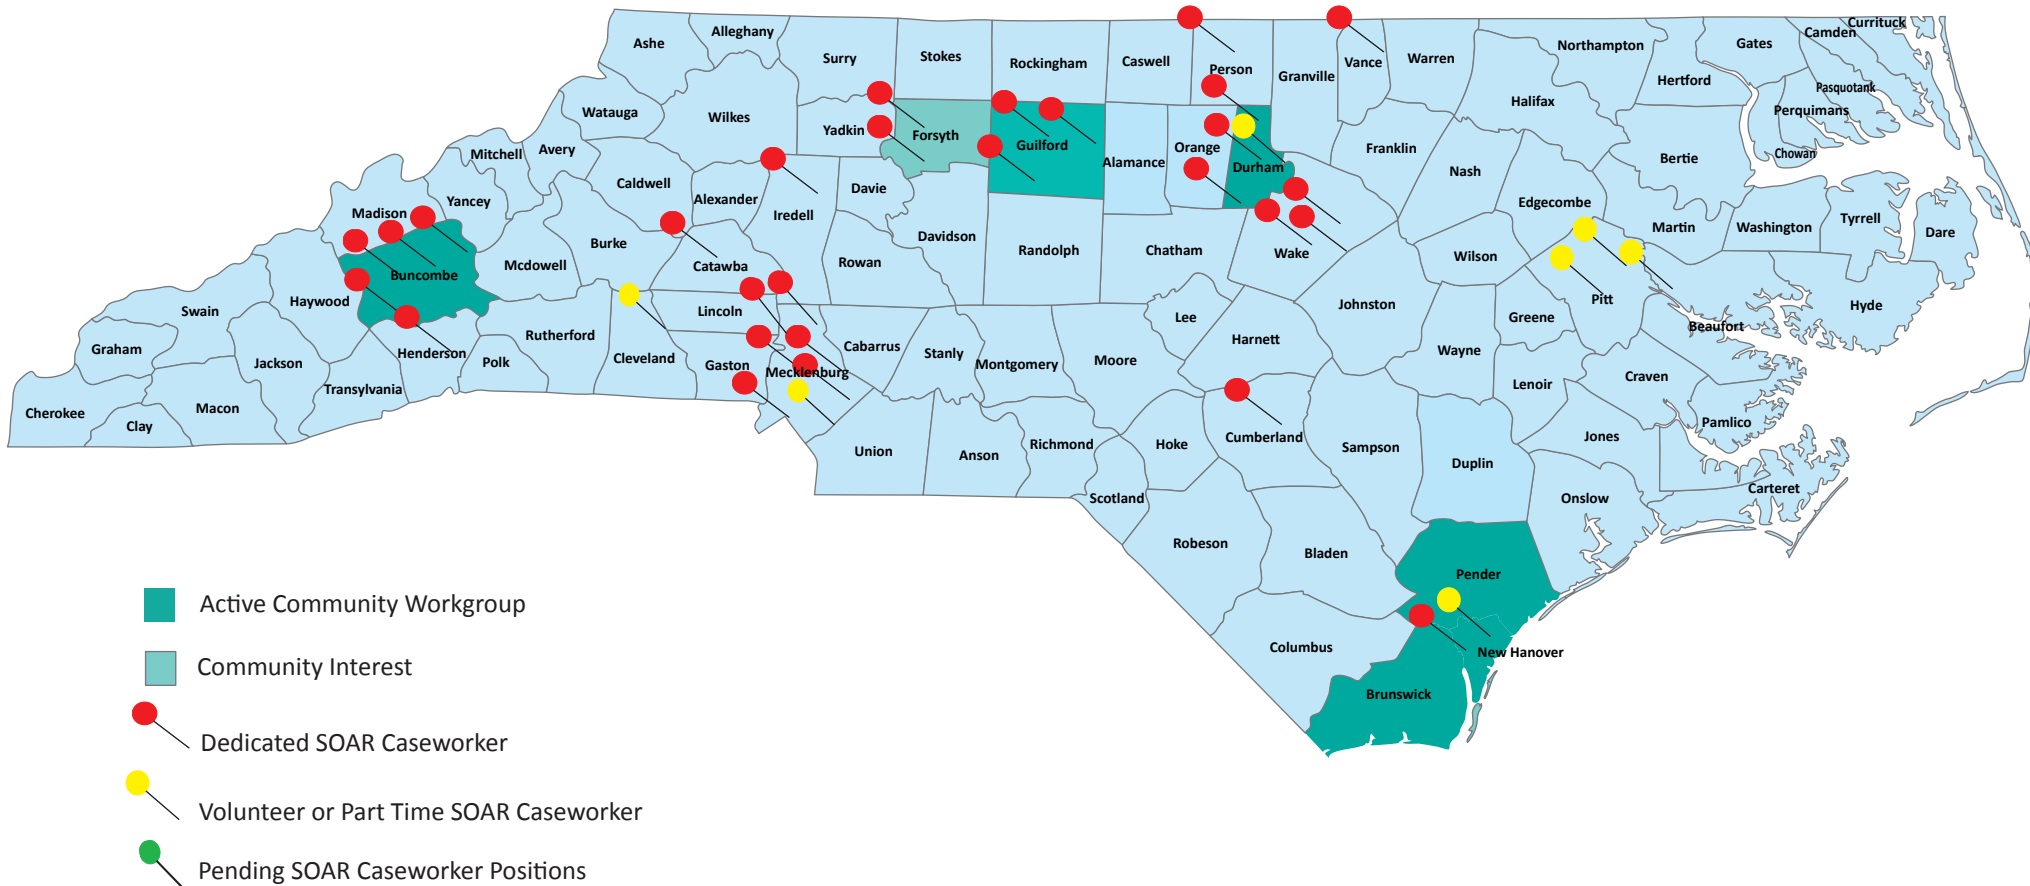 Ashe
Alleghany
Surry
Stokes
Rockingham
Caswell
Person
Granville
Vance
Warren
Northampton
Gates
Camden
Currituck
Hertford
Pasquotank
Perquimans
Chowan
Halifax
Bertie
Watauga
Wilkes
Yadkin
Forsyth
Guilford
Alamance
Orange
Durham
Franklin
Nash
Mitchell
Avery
Yancey
Madison
Caldwell
Alexander
Iredell
Davie
Davidson
Randolph
Chatham
Wake
Edgecombe
Martin
Washington
Tyrrell
Dare
Burke
Mcdowell
Buncombe
Haywood
Swain
Catawba
Rowan
Wilson
Johnston
Pitt
Hyde
Beaufort
Greene
Lincoln
Lee
Harnett
Wayne
Graham
Jackson
Henderson
Polk
Rutherford
Cleveland
Gaston
Mecklenburg
Cabarrus
Stanly
Montgomery
Moore
Lenoir
Craven
Transylvania
Cherokee
Clay
Macon
Union
Anson
Richmond
Hoke
Cumberland
Sampson
Duplin
Jones
Pamlico
Scotland
Onslow
Carteret
Robeson
Bladen
Pender
Columbus
New Hanover
Brunswick
Active Community Workgroup
Community Interest
Dedicated SOAR Caseworker
Volunteer or Part Time SOAR Caseworker
Pending SOAR Caseworker Positions